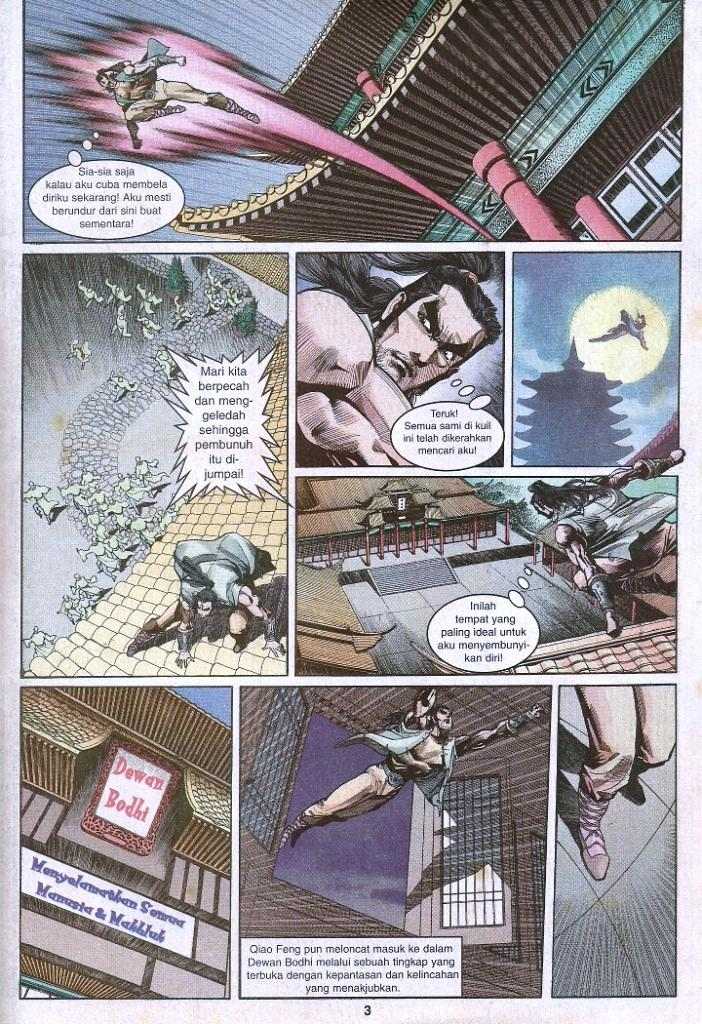 Sia-sia saja
kalau aku cuba membela
diriku sekarang! Aku mesti
berundur dari sini buat
sementara!
Mari kita
berpecah
dan meng-
geledah
sehingga
pembunuh
itu di-
jumpai!
Teruk!
Semua sami di kuil
ini telah dikerahkan
mencari aku!
Inilah
tempat yang
paling ideal untuk
aku menyembunyi-
kan diri!
Dewan
Bodhi
Menyelamatkan Semua
Manusia & Makhluk
Qiao Feng pun meloncat masuk ke dalam
Dewan Bodhi melalui sebuah tingkap yang
terbuka dengan kepantasan dan kelincahan
yang menakjubkan.
3